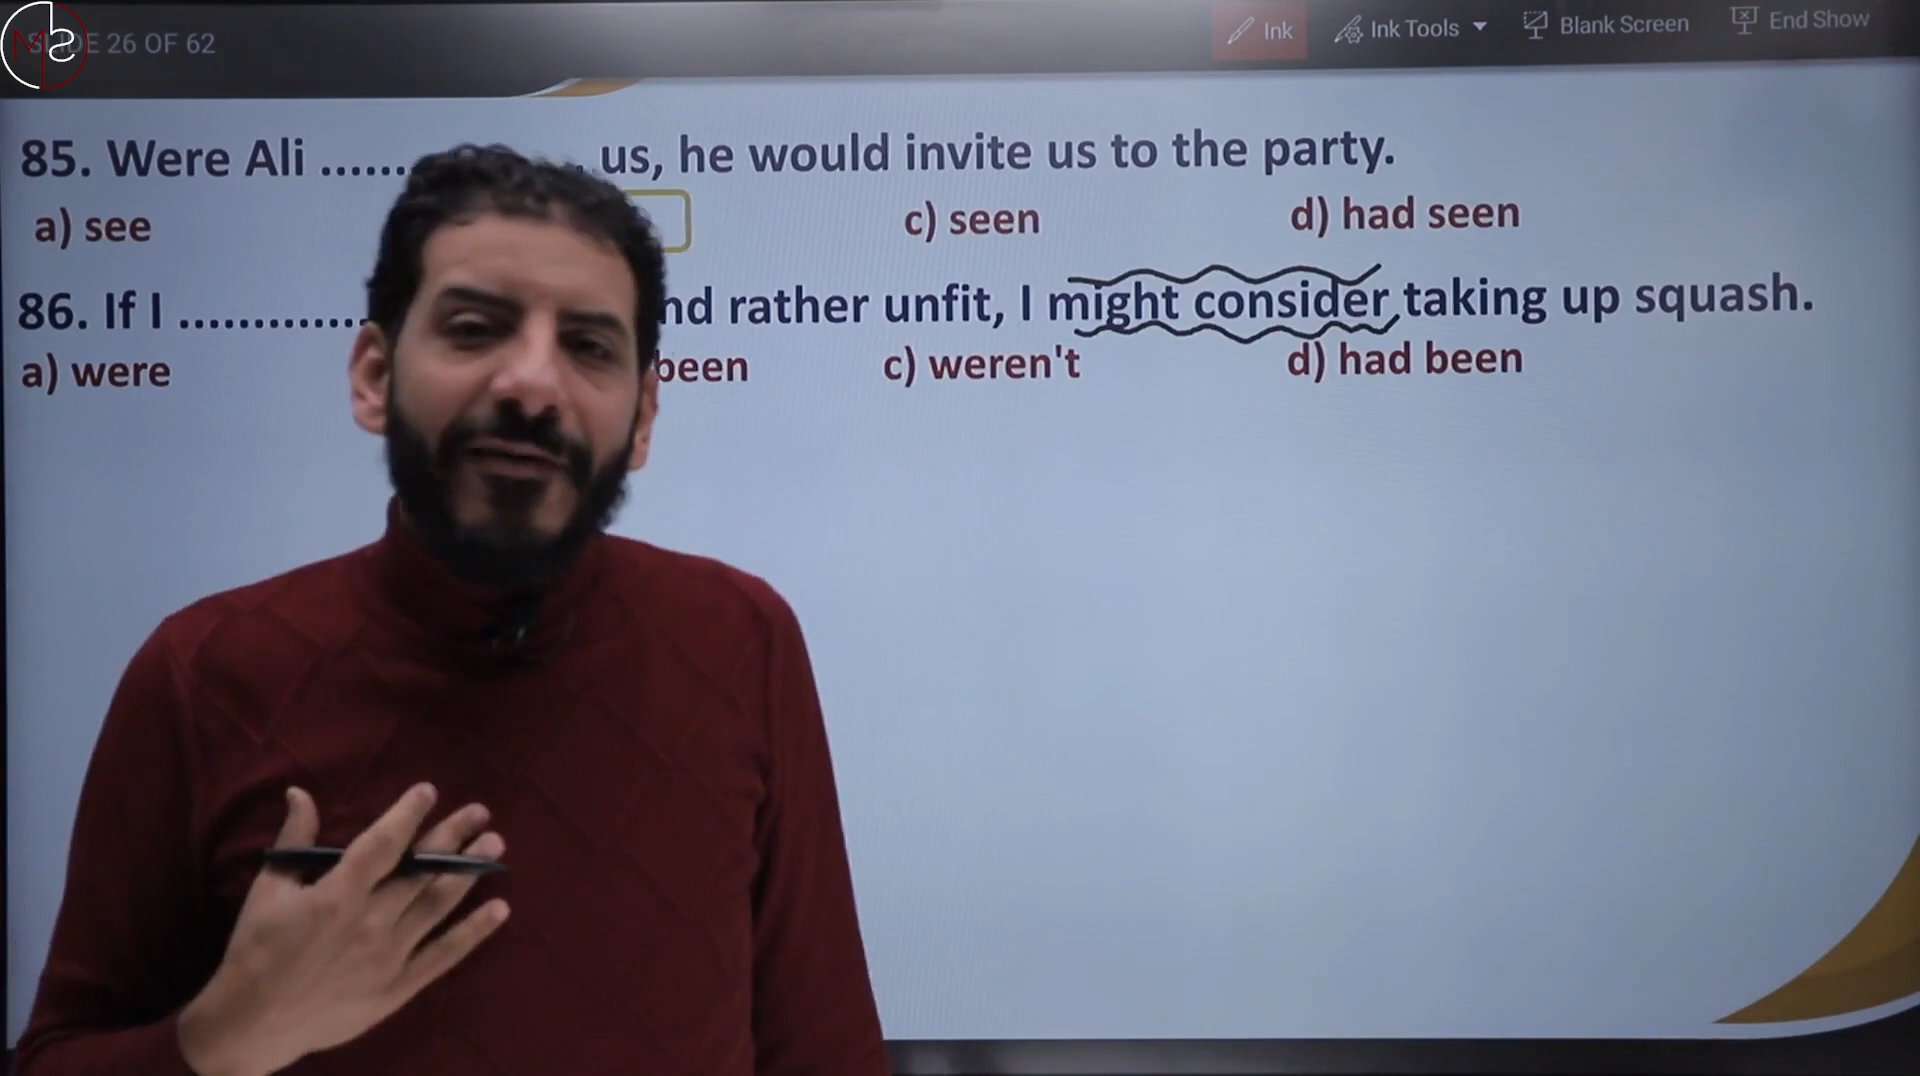 SLIDE 26 OF 62
Ink
Ink Tools
Blank Screen
End Show
MS
85. Were Ali ....... us, he would invite us to the party.
a) see
c) seen
d) had seen
86. If I ............. rather unfit, I might consider taking up squash.
a) were
been
c) weren't
d) had been